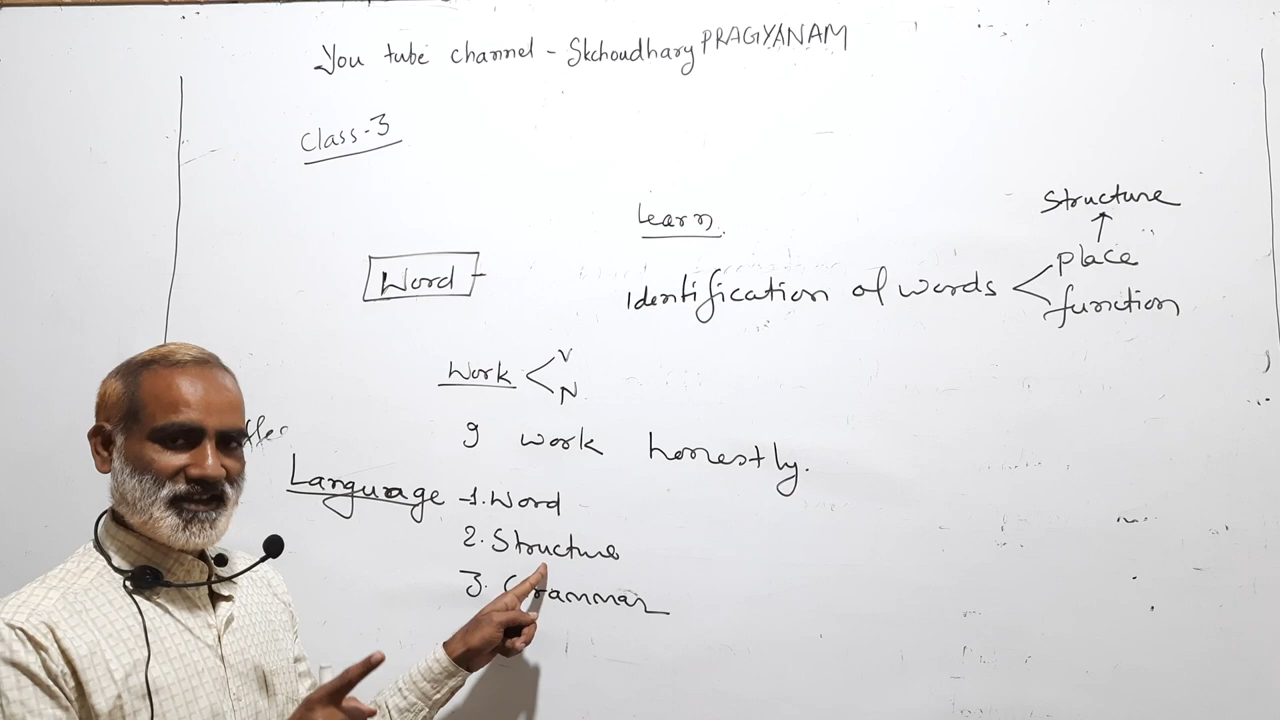 You tube channel - Skchoudhary PRAGYANAM
Class-3
Learn
Structure
↑
Place
Word -
Identification of words <
function
V
Work <
N
I work honestly.
Language - 1. Word
2. Structure
3. Grammar